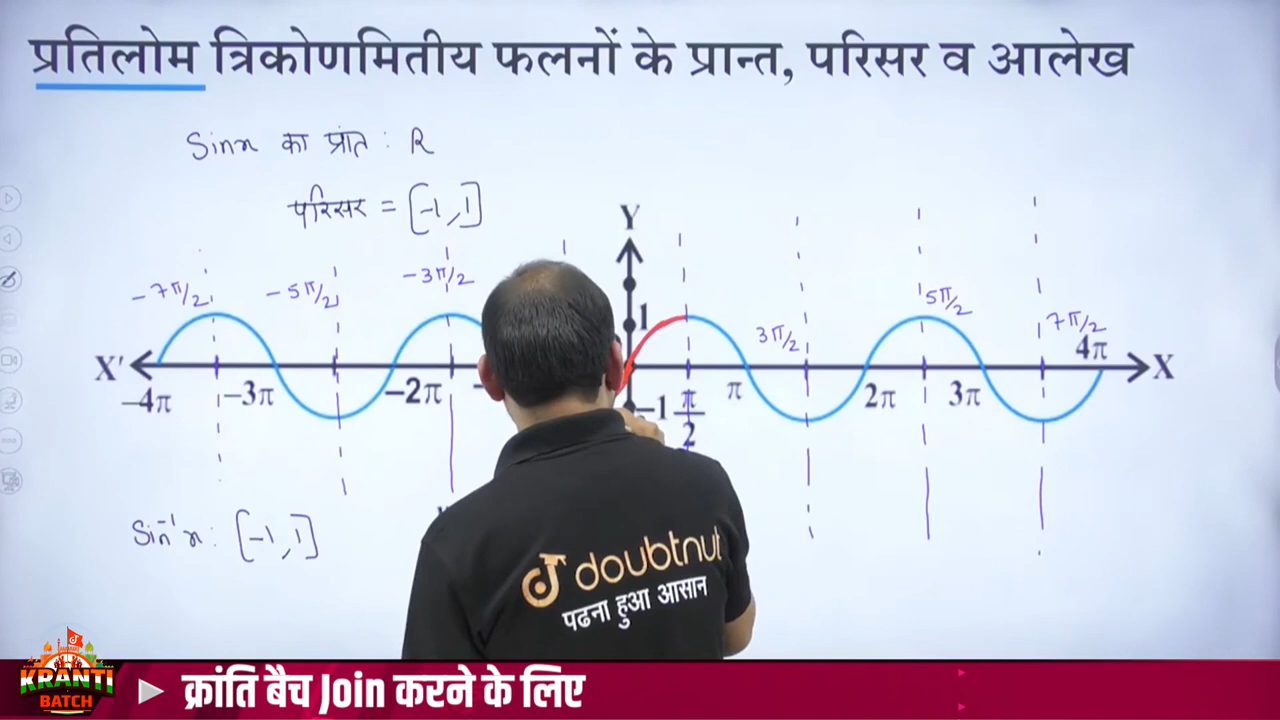 प्रतिलोम त्रिकोणमितीय फलनों के प्रान्त, परिसर व आलेख
Sinx का प्रांत : R
परिसर = [-1, 1]
Y
-7π/2
-5π/2
-3π/2
1
3π/2
5π/2
7π/2
X'
X
-4π
-3π
-2π
-1
π/2
π
2π
3π
4π
Sin⁻¹x : [-1, 1]
doubtnut
पढना हुआ आसान
KRANTI
BATCH
क्रांति बैच Join करने के लिए